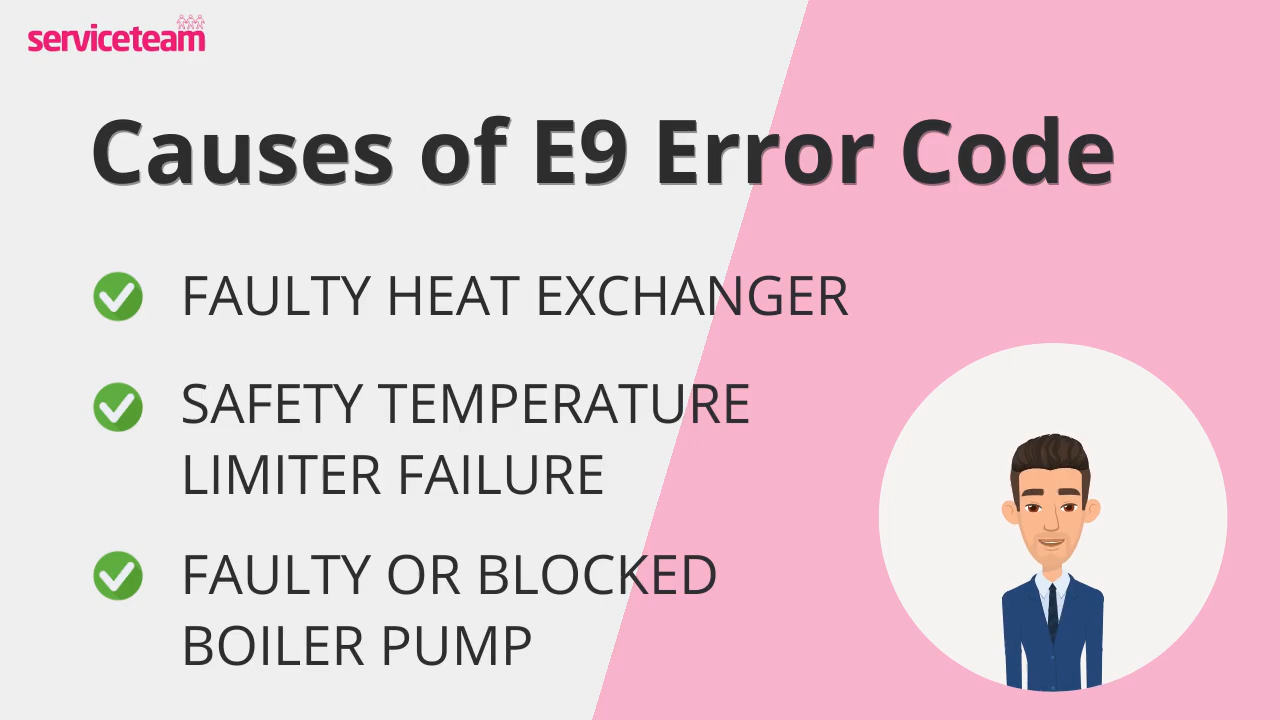 serviceteam
Causes of E9 Error Code
FAULTY HEAT EXCHANGER
SAFETY TEMPERATURE
LIMITER FAILURE
FAULTY OR BLOCKED
BOILER PUMP